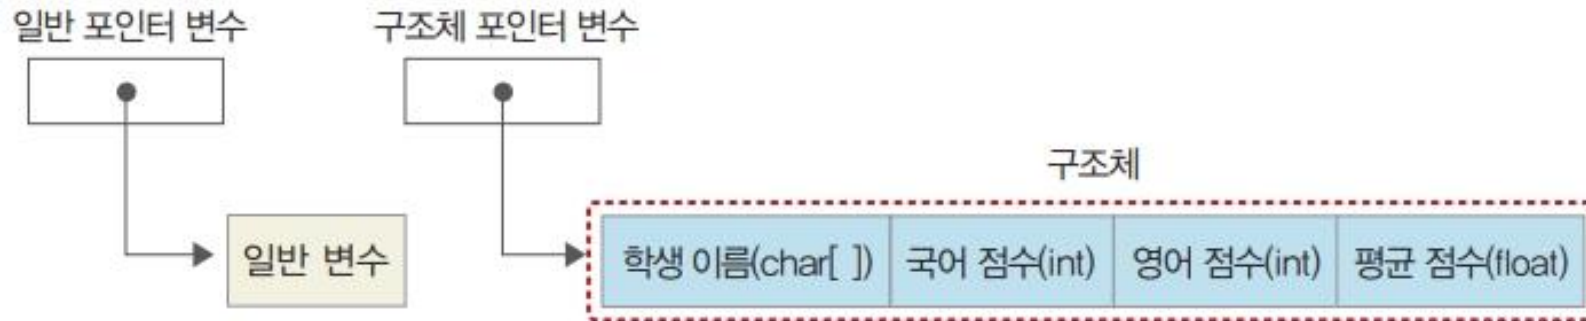 일반 포인터 변수
구조체 포인터 변수
구조체
일반 변수
학생 이름(char[ ]) 국어 점수(int) 영어 점수(int) 평균 점수(float)